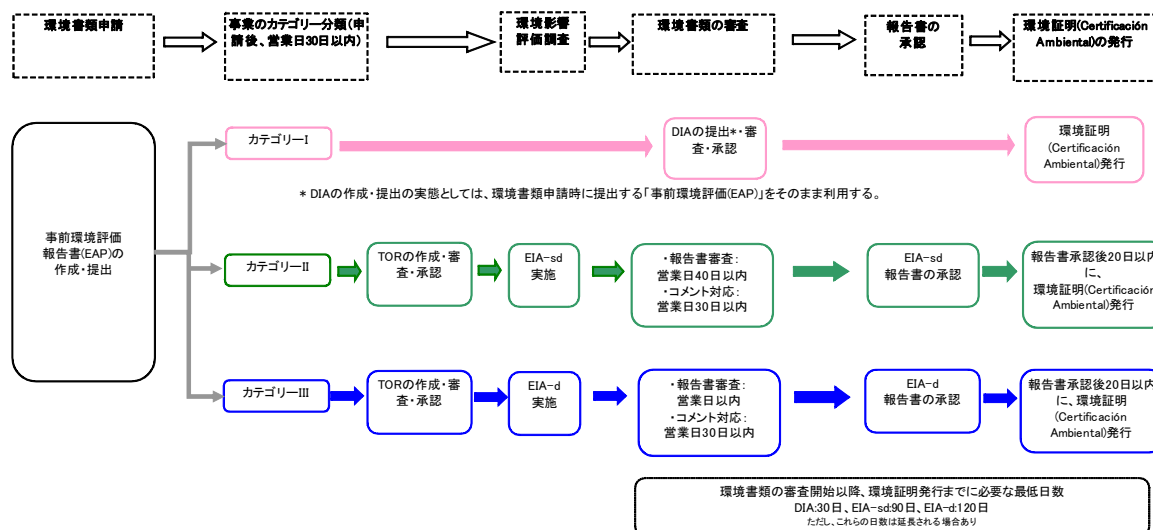 環境書類申請
事業のカテゴリー分類(申
請後、営業日30日以内)
環境影響
評価調査
環境書類の審査
報告書の
承認
環境証明(Certificación
Ambiental)の発行
事前環境評価
報告書(EAP)の
作成・提出
カテゴリーI
DIAの提出*・審
査・承認
環境証明
(Certificación
Ambiental)発行
* DIAの作成・提出の実態としては、環境書類申請時に提出する「事前環境評価(EAP)」をそのまま利用する。
カテゴリーII
TORの作成・審
査・承認
EIA-sd
実施
・報告書審査：
営業日40日以内
・コメント対応：
営業日30日以内
EIA-sd
報告書の承認
報告書承認後20日以内
に、
環境証明(Certificación
Ambiental)発行
カテゴリーIII
TORの作成・審
査・承認
EIA-d
実施
・報告書審査：
営業日以内
・コメント対応：
営業日30日以内
EIA-d
報告書の承認
報告書承認後20日以内
に、環境証明
(Certificación
Ambiental)発行
環境書類の審査開始以降、環境証明発行までに必要な最低日数
DIA:30日、EIA-sd:90日、EIA-d:120日
ただし、これらの日数は延長される場合あり